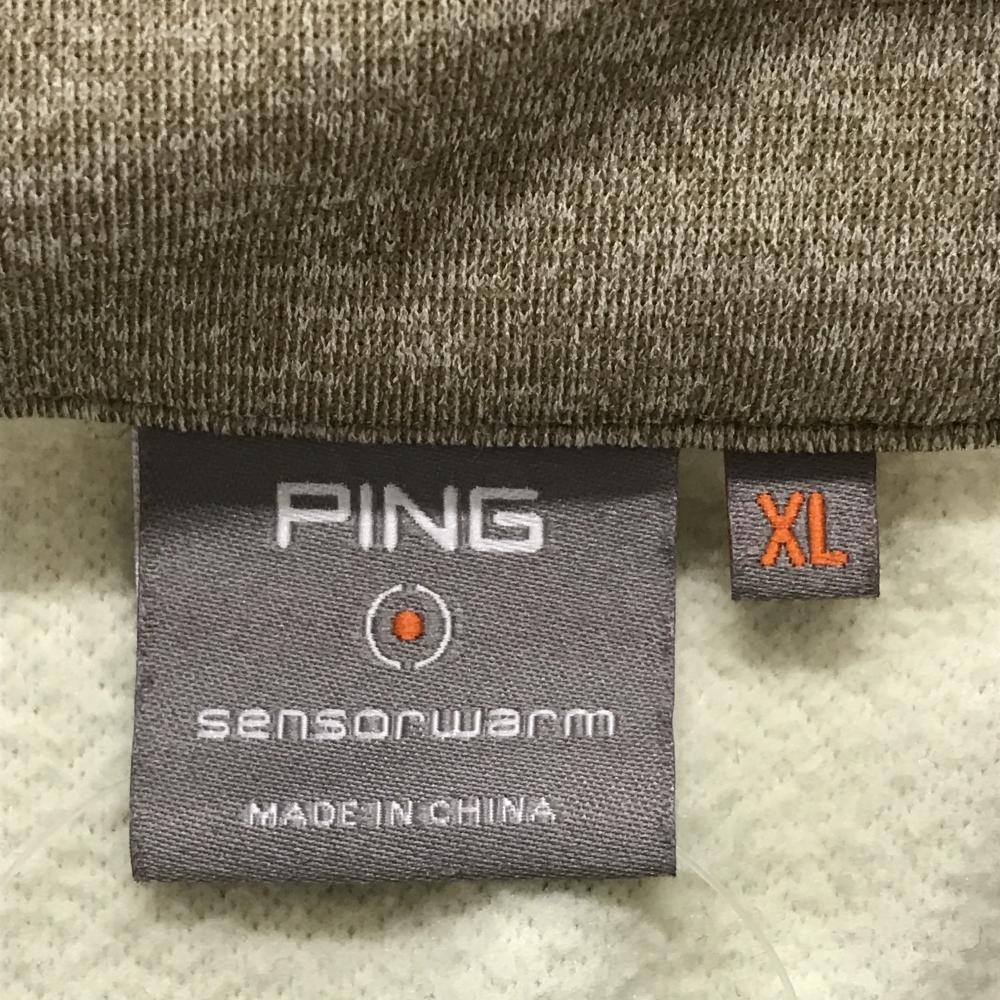 PING
sensorwarm
MADE IN CHINA
XL